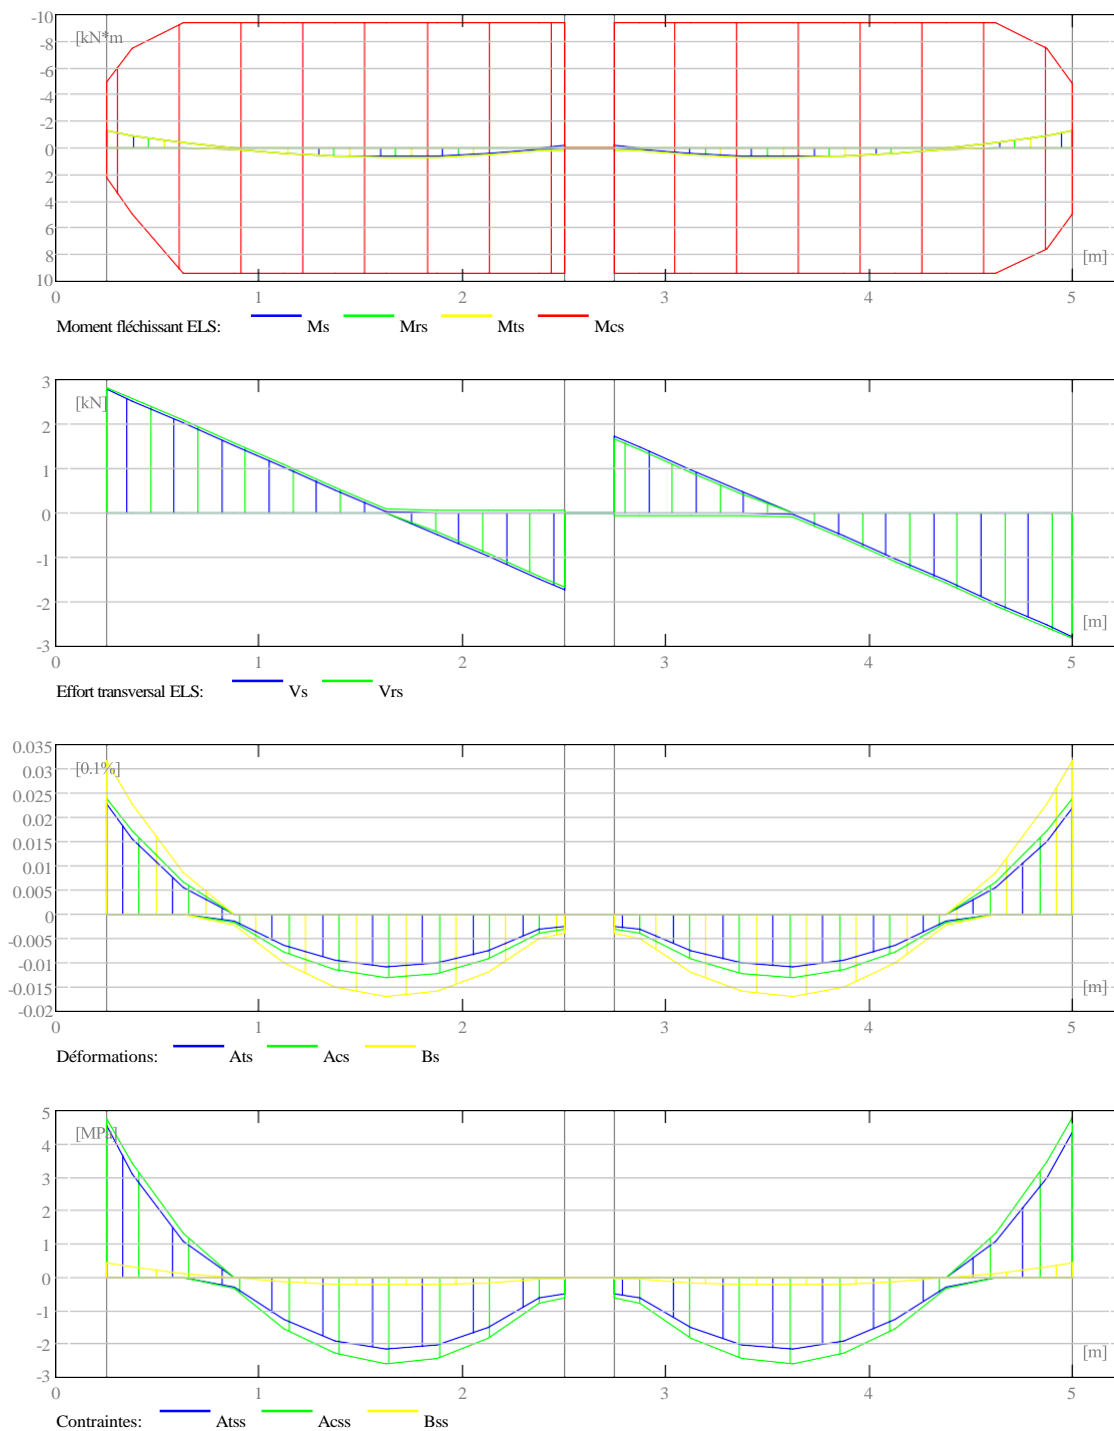 -10
[kN*m
-8
-6
-4
-2
0
2
4
6
8
10
[m]
0 1 2 3 4 5
Moment fléchissant ELS: Ms Mrs Mts Mcs
3
[kN]
2
1
0
-1
-2
-3
[m]
0 1 2 3 4 5
Effort transversal ELS: Vs Vrs
0.035
[0.1%]
0.03
0.025
0.02
0.015
0.01
0.005
0
-0.005
-0.01
-0.015
[m]
-0.02
0 1 2 3 4 5
Déformations: Ats Acs Bs
5
[MPa]
4
3
2
1
0
-1
-2
[m]
-3
0 1 2 3 4 5
Contraintes: Atss Acss Bss